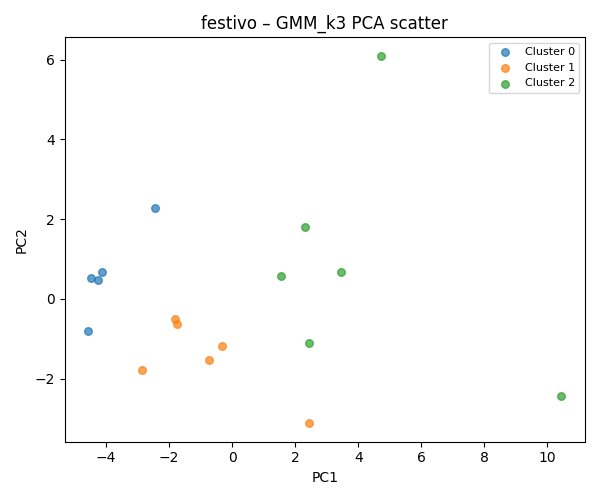 festivo – GMM_k3 PCA scatter
Cluster 0
Cluster 1
Cluster 2
6
4
2
0
−2
PC2
−4
−2
0
2
4
6
8
10
PC1